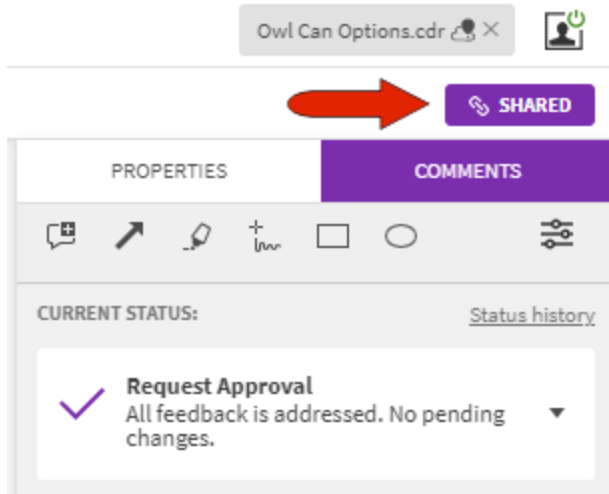 Owl Can Options.cdr
SHARED
PROPERTIES
COMMENTS
CURRENT STATUS:
Status history
Request Approval
All feedback is addressed. No pending
changes.